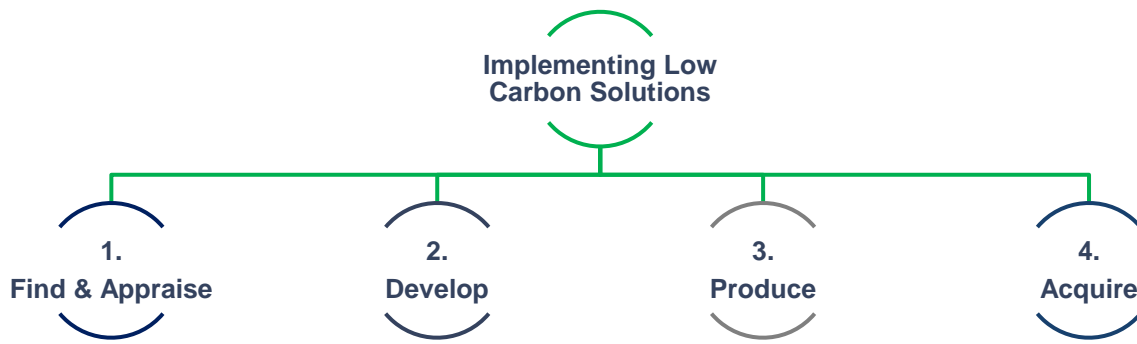 Implementing Low
Carbon Solutions
1.
Find & Appraise
2.
Develop
3.
Produce
4.
Acquire